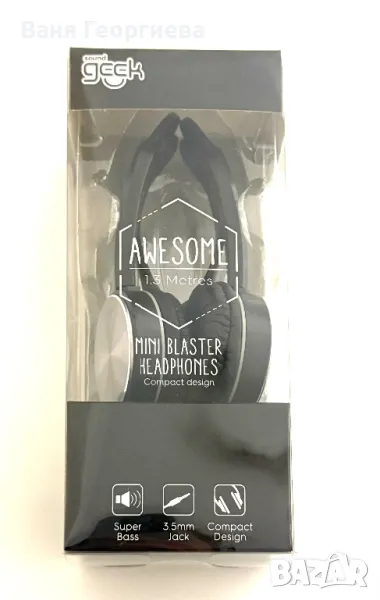 Ваня Георгиева
sound
geek
AWESOME
1.3 Metres
MINI BLASTER
HEADPHONES
Compact design
Super
Bass
3.5mm
Jack
Compact
Design
BAZAR